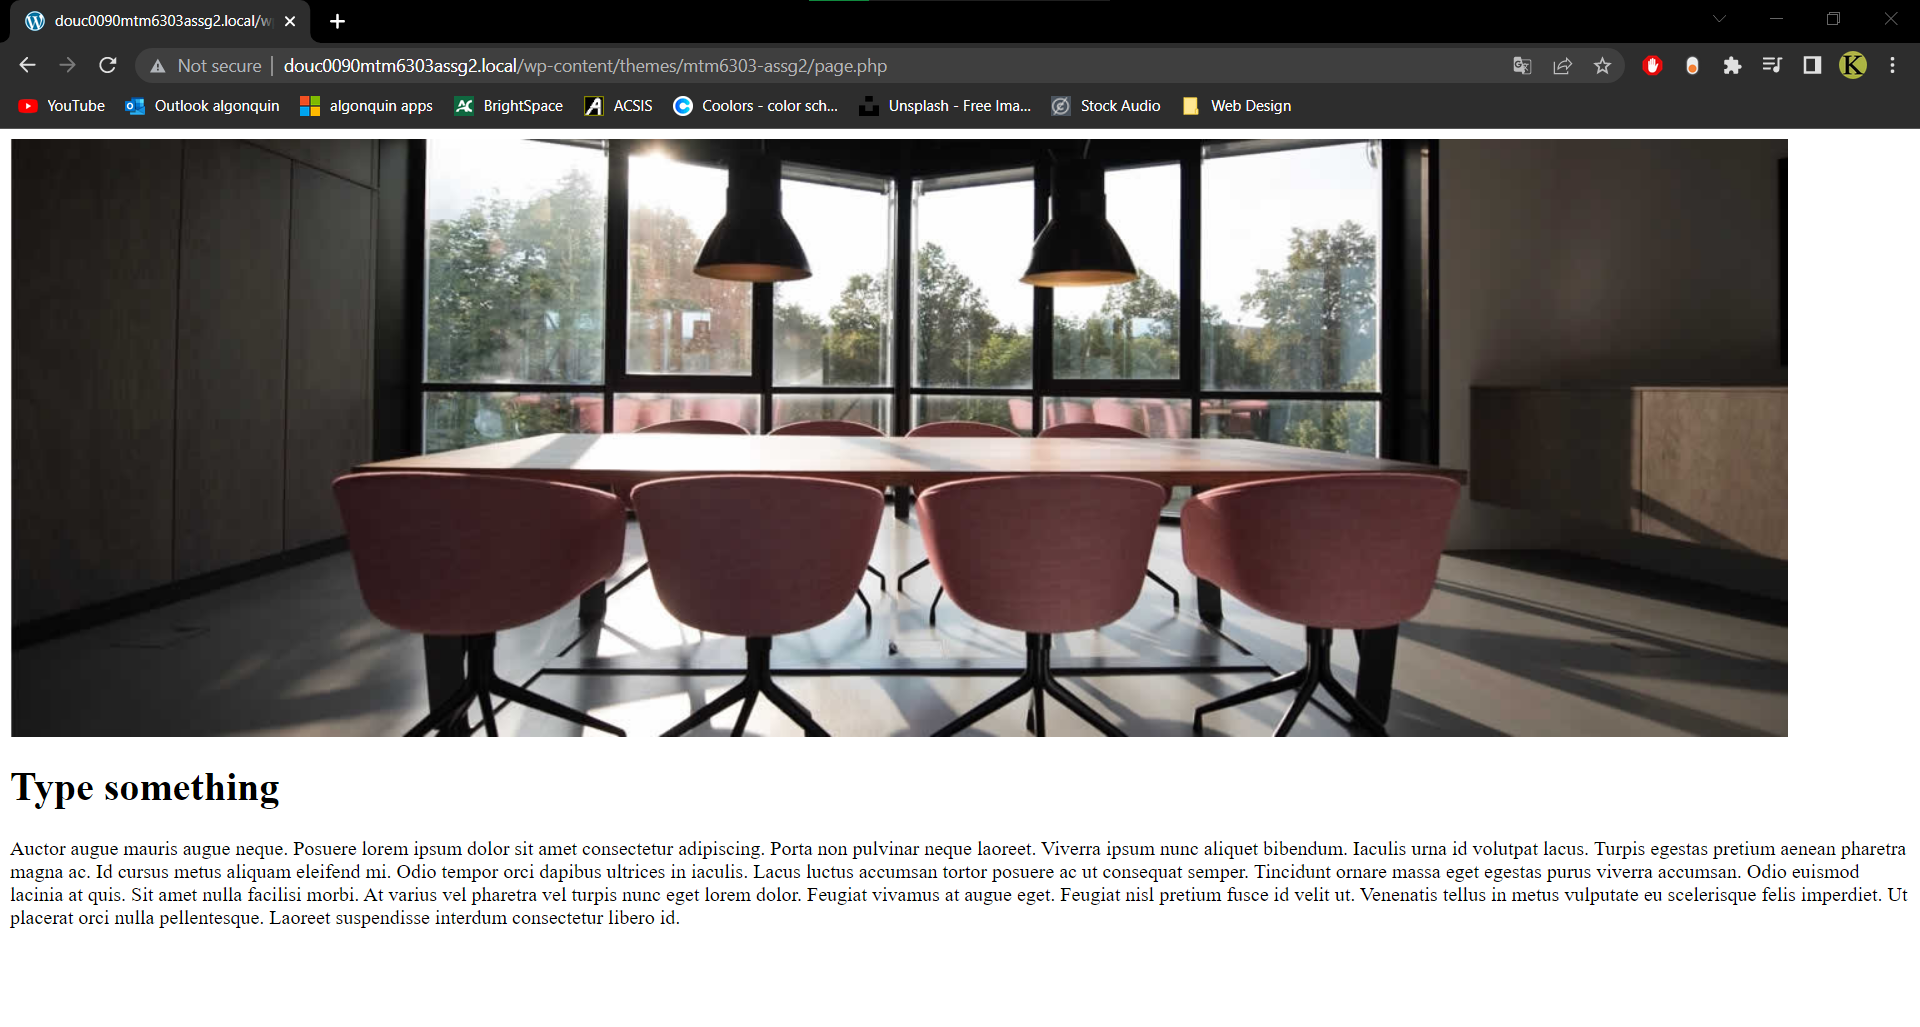 douc0090mtm6303assg2.local/w
Not secure | douc0090mtm6303assg2.local/wp-content/themes/mtm6303-assg2/page.php
K
YouTube Outlook algonquin algonquin apps BrightSpace ACSIS Coolors - color sch... Unsplash - Free Ima... Stock Audio Web Design
Type something
Auctor augue mauris augue neque. Posuere lorem ipsum dolor sit amet consectetur adipiscing. Porta non pulvinar neque laoreet. Viverra ipsum nunc aliquet bibendum. Iaculis urna id volutpat lacus. Turpis egestas pretium aenean pharetra
magna ac. Id cursus metus aliquam eleifend mi. Odio tempor orci dapibus ultrices in iaculis. Lacus luctus accumsan tortor posuere ac ut consequat semper. Tincidunt ornare massa eget egestas purus viverra accumsan. Odio euismod
lacinia at quis. Sit amet nulla facilisi morbi. At varius vel pharetra vel turpis nunc eget lorem dolor. Feugiat vivamus at augue eget. Feugiat nisl pretium fusce id velit ut. Venenatis tellus in metus vulputate eu scelerisque felis imperdiet. Ut
placerat orci nulla pellentesque. Laoreet suspendisse interdum consectetur libero id.